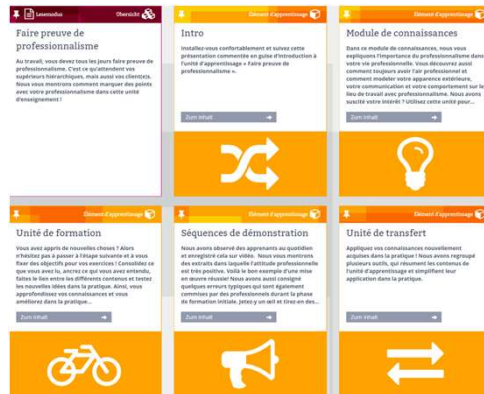 Lesemodus
Übersicht
Faire preuve de
professionnalisme
Au travail, vous devez tous les jours faire preuve de
professionnalisme. C'est ce qu'attendent vos
supérieurs hiérarchiques, mais aussi vos client(e)s.
Nous vous montrons comment marquer des points
avec votre professionnalisme dans cette unité
d'enseignement !
Élément d'apprentissage
Intro
Installez-vous confortablement et suivez cette
présentation commentée en guise d'introduction à
l'unité d'apprentissage « Faire preuve de
professionnalisme ».
Zum Inhalt
Élément d'apprentissage
Module de connaissances
Dans ce module de connaissances, nous vous
expliquons l'importance du professionnalisme dans
votre vie professionnelle. Vous découvrez aussi
comment toujours avoir l'air professionnel et
comment modeler votre apparence extérieure,
votre communication et votre comportement sur le
lieu de travail avec professionnalisme. Nous avons
suscité votre intérêt ? Utilisez cette unité pour...
Zum Inhalt
Élément d'apprentissage
Unité de formation
Vous avez appris de nouvelles choses ? Alors
n'hésitez pas à passer à l'étape suivante et à vous
fixer des objectifs pour vos exercices ! Consolidez ce
que vous avez lu, ancrez ce qui vous avez entendu,
faites le lien entre les différents contenus et testez
les nouvelles idées dans la pratique. Ainsi, vous
approfondissez vos connaissances et vous
améliorez dans la pratique...
Zum Inhalt
Élément d'apprentissage
Séquences de démonstration
Nous avons observé des apprenants au quotidien
et enregistré cela sur vidéo. Nous vous montrons
des extraits dans laquelle l'attitude professionnelle
est très positive. Voilà le bon exemple d'une mise
en œuvre réussie! Nous avons aussi consigné
quelques erreurs typiques qui sont également
commises par des professionnels durant la phase
de formation initiale. Jetez-y un œil et tirez-en des...
Zum Inhalt
Élément d'apprentissage
Unité de transfert
Appliquez vos connaissances nouvellement
acquises dans la pratique ! Nous avons regroupé
plusieurs outils, qui résument les contenus de
l'unité d'apprentissage et simplifient leur
application dans la pratique.
Zum Inhalt